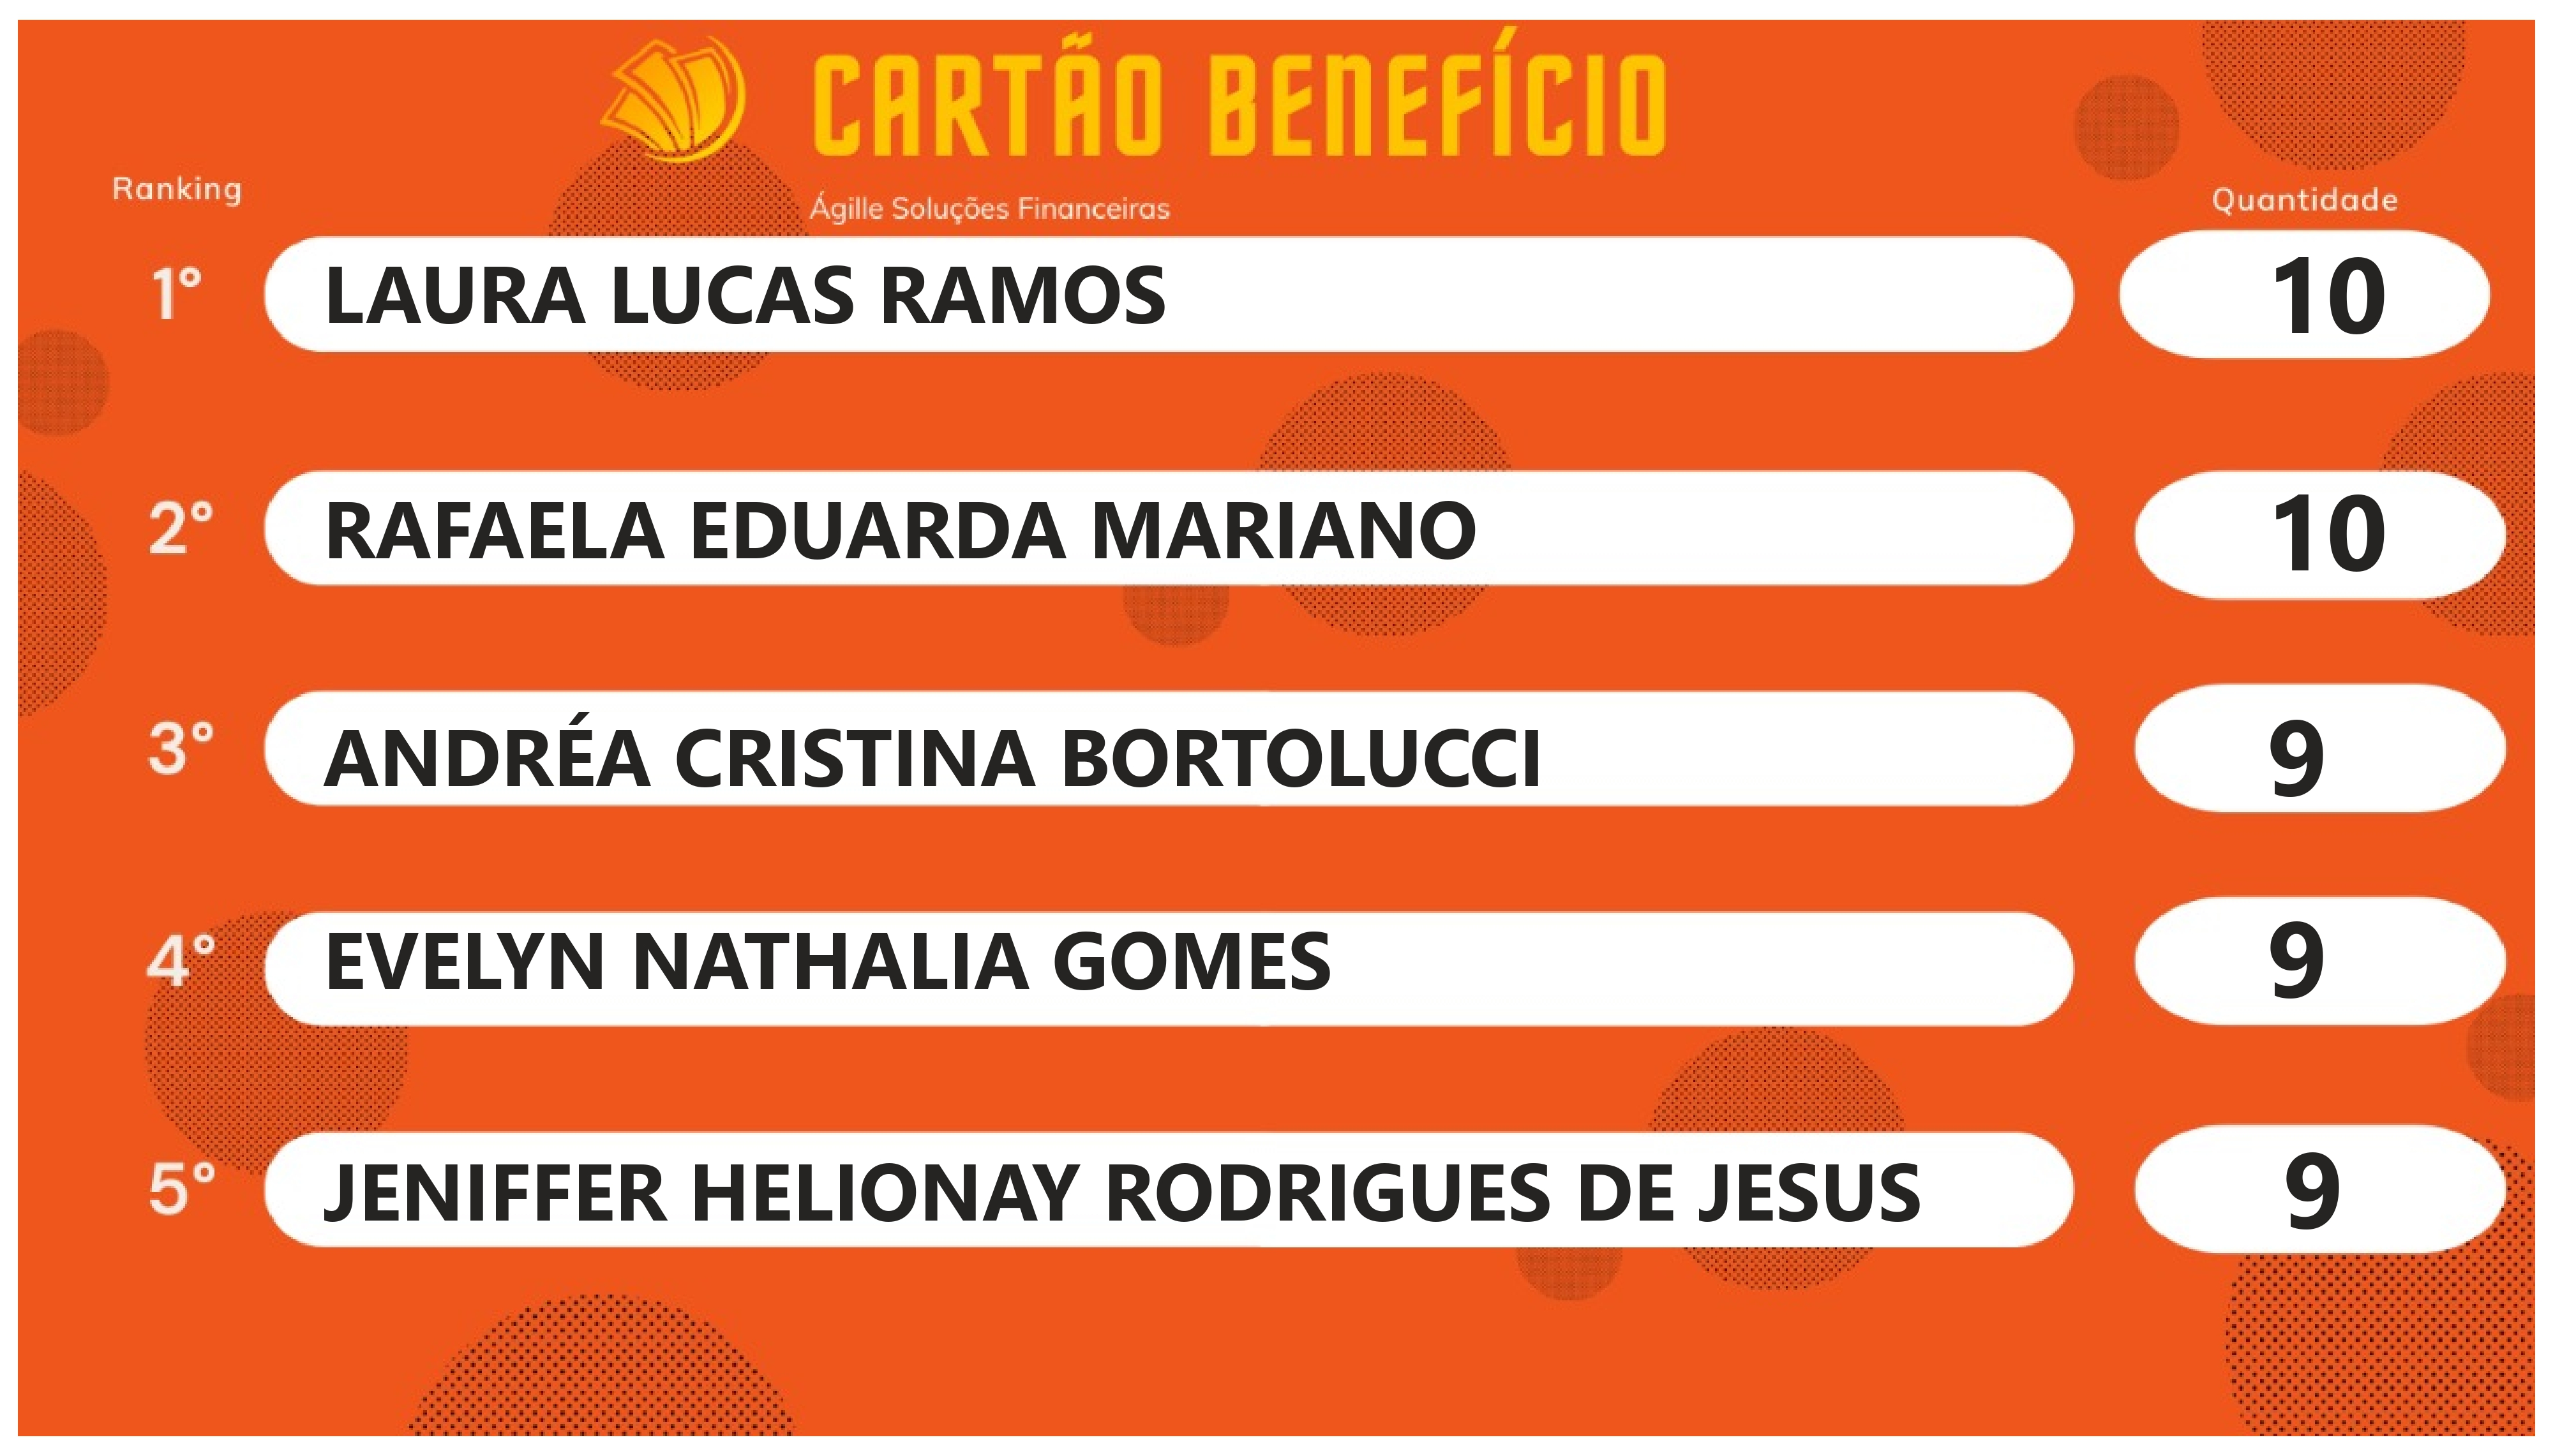 CARTÃO BENEFÍCIO
Ranking
Ágille Soluções Financeiras
Quantidade
1° LAURA LUCAS RAMOS 10
2° RAFAELA EDUARDA MARIANO 10
3° ANDRÉA CRISTINA BORTOLUCCI 9
4° EVELYN NATHALIA GOMES 9
5° JENIFFER HELIONAY RODRIGUES DE JESUS 9